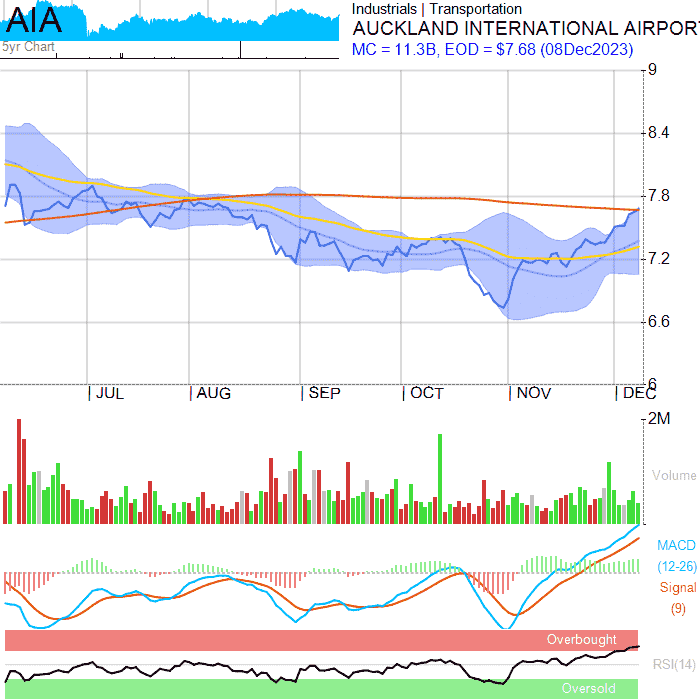 AIA
5yr Chart
Industrials | Transportation
AUCKLAND INTERNATIONAL AIRPORT
MC = 11.3B, EOD = $7.68 (08Dec2023)
9
8.4
7.8
7.2
6.6
6
JUL AUG SEP OCT NOV DEC
2M
Volume
MACD
(12-26)
Signal
(9)
Overbought
RSI(14)
Oversold